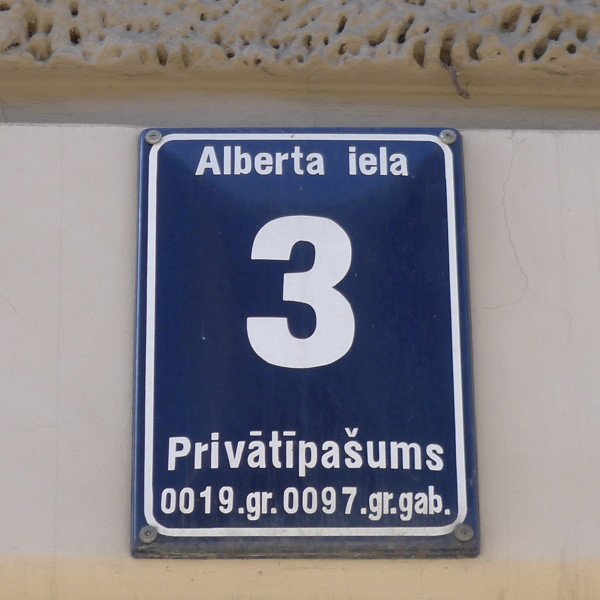 Alberta iela
3
Privātīpašums
0019.gr. 0097.gr.gab.